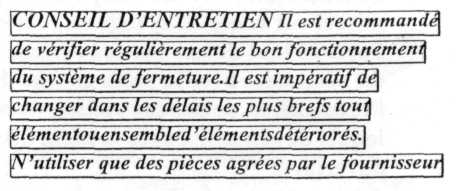 CONSEIL D'ENTRETIEN Il est recommandé
de vérifier régulièrement le bon fonctionnement
du système de fermeture.Il est impératif de
changer dans les délais les plus brefs tout
élémentouensembled'élémentsdétériorés.
N'utiliser que des pièces agrées par le fournisseur